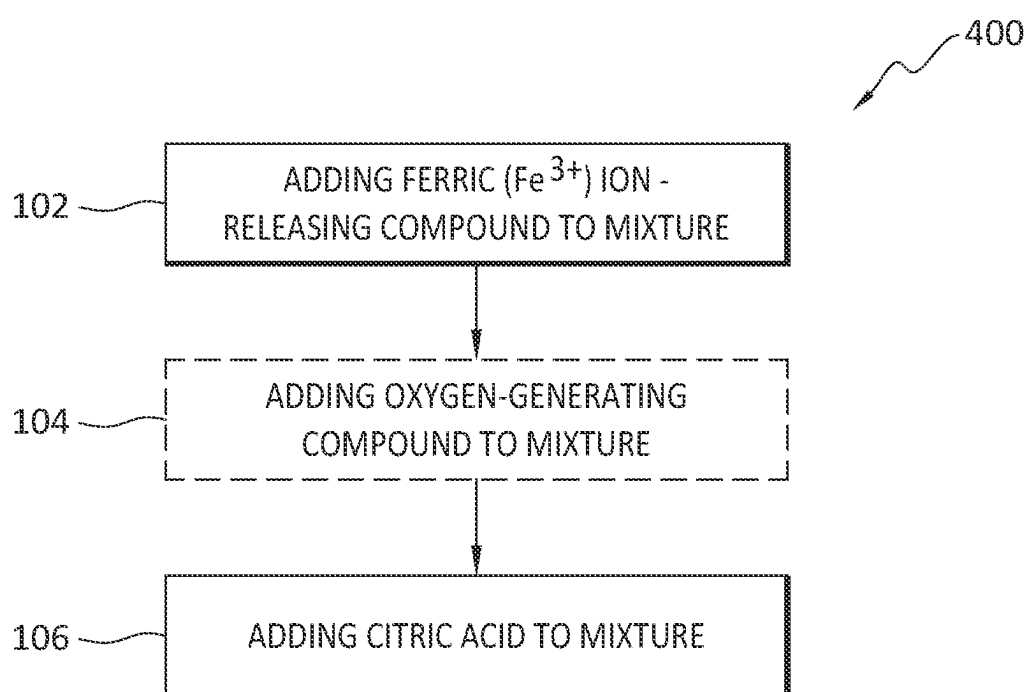 400
102
ADDING FERRIC (Fe³⁺) ION -
RELEASING COMPOUND TO MIXTURE
104
ADDING OXYGEN-GENERATING
COMPOUND TO MIXTURE
106
ADDING CITRIC ACID TO MIXTURE